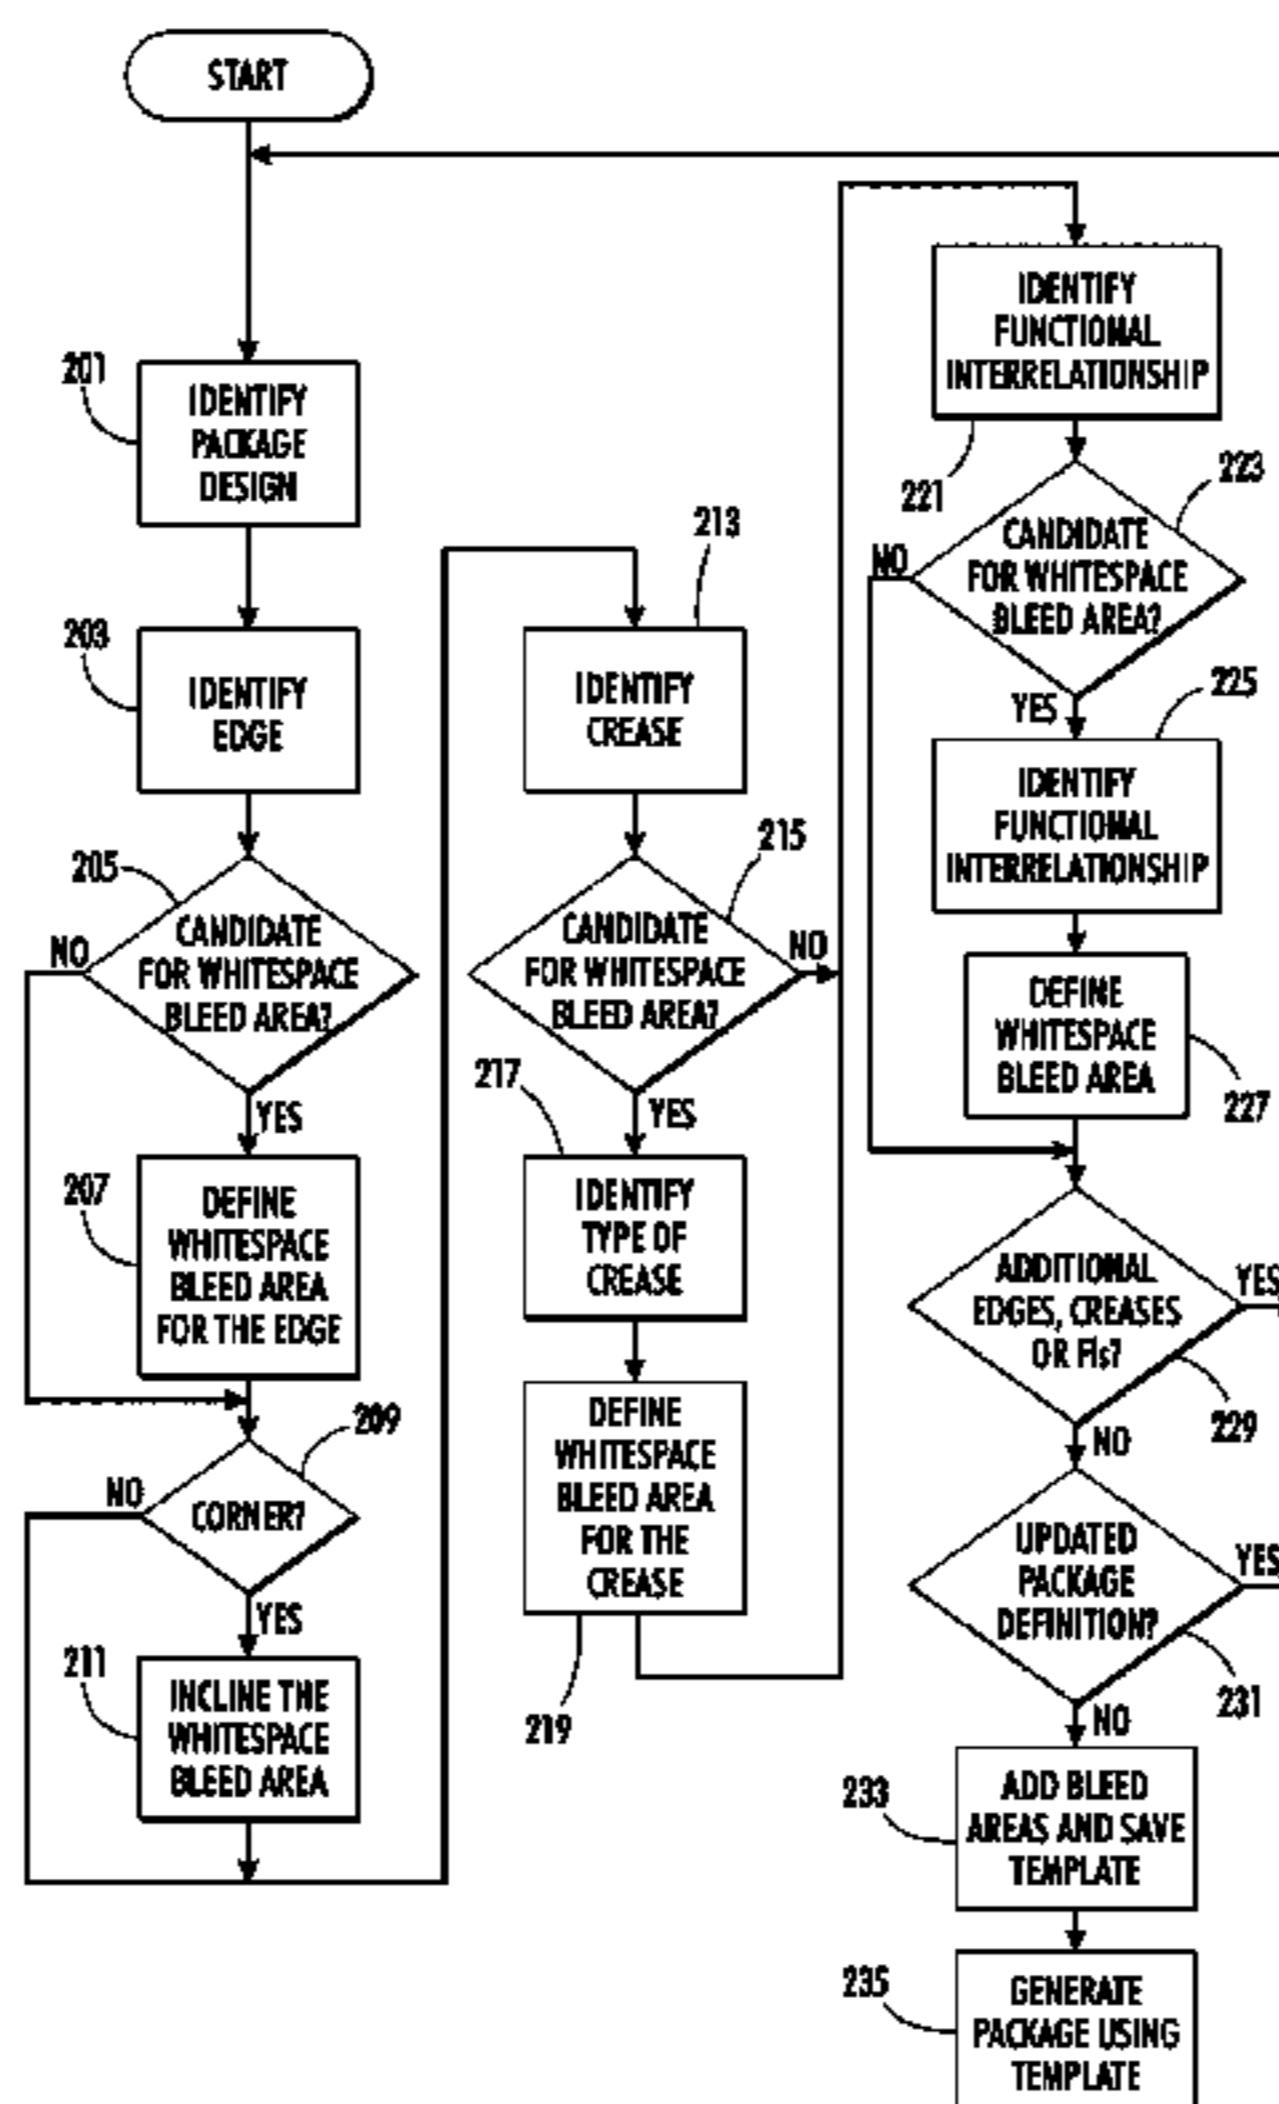 START
201
IDENTIFY
PACKAGE
DESIGN
203
IDENTIFY
EDGE
205
NO
CANDIDATE
FOR WHITESPACE
BLEED AREA?
YES
207
DEFINE
WHITESPACE
BLEED AREA
FOR THE EDGE
209
NO
CORNER?
YES
211
INCLINE THE
WHITESPACE
BLEED AREA
213
IDENTIFY
CREASE
215
CANDIDATE
FOR WHITESPACE
BLEED AREA?
NO
YES
217
IDENTIFY
TYPE OF
CREASE
DEFINE
WHITESPACE
BLEED AREA
FOR THE
CREASE
219
IDENTIFY
FUNCTIONAL
INTERRELATIONSHIP
221
223
NO
CANDIDATE
FOR WHITESPACE
BLEED AREA?
YES
225
IDENTIFY
FUNCTIONAL
INTERRELATIONSHIP
DEFINE
WHITESPACE
BLEED AREA
227
ADDITIONAL
EDGES, CREASES
OR FIs?
YES
229
NO
UPDATED
PACKAGE
DEFINITION?
YES
231
NO
233
ADD BLEED
AREAS AND SAVE
TEMPLATE
235
GENERATE
PACKAGE USING
TEMPLATE